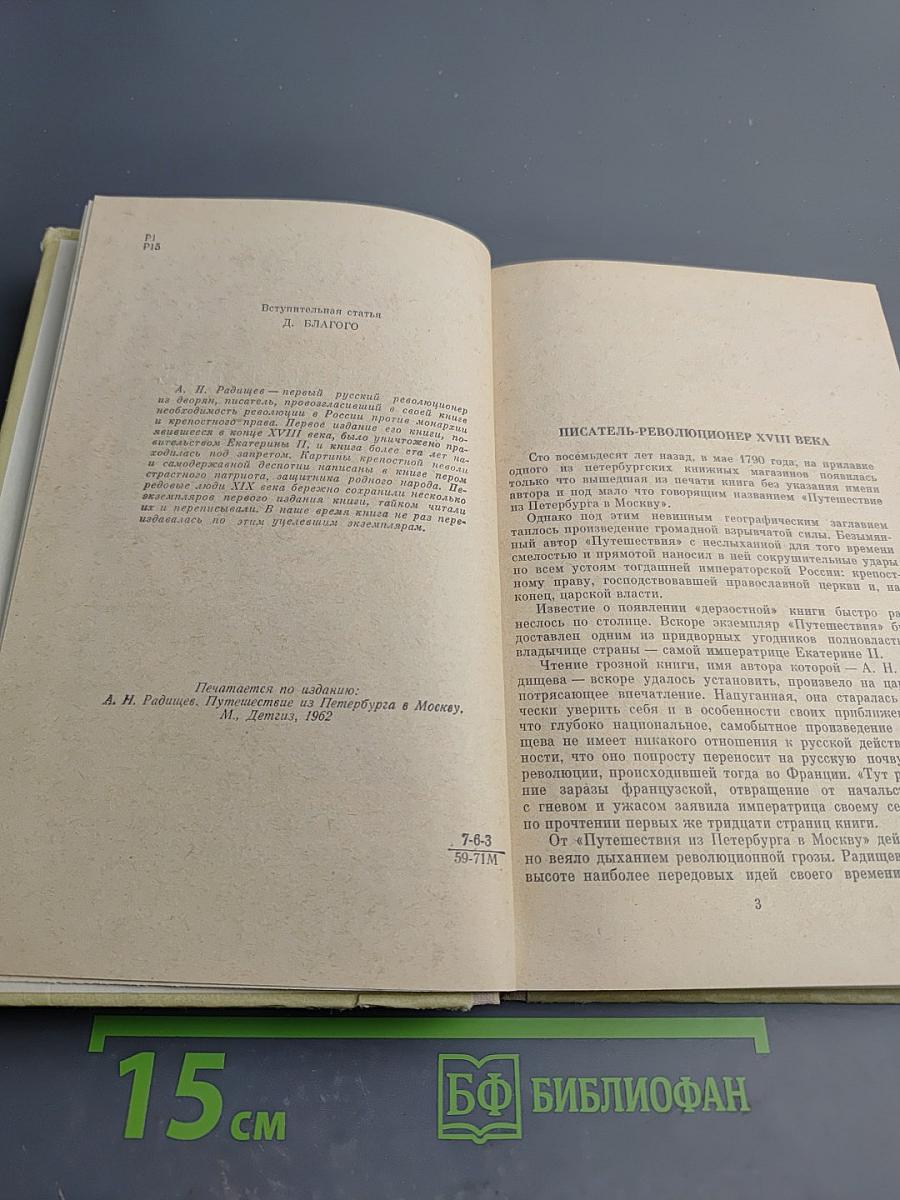 Р1
Р15
Вступительная статья
Д. БЛАГОГО
А. Н. Радищев — первый русский революционер
из дворян, писатель, провозгласивший в своей книге
необходимость революции в России против монархии
и крепостного права. Первое издание его книги, по-
явившееся в конце XVIII века, было уничтожено пра-
вительством Екатерины II, и книга более ста лет на-
ходилась под запретом. Картины крепостной неволи
и самодержавной деспотии написаны в книге пером
страстного патриота, защитника родного народа. Пе-
редовые люди XIX века бережно сохранили несколько
экземпляров первого издания книги, тайком читали
их и переписывали. В наше время книга не раз пере-
издавалась по этим уцелевшим экземплярам.
Печатается по изданию:
А. Н. Радищев. Путешествие из Петербурга в Москву.
М., Детгиз, 1962
7-6-3
59-71М
ПИСАТЕЛЬ-РЕВОЛЮЦИОНЕР XVIII ВЕКА
Сто восемьдесят лет назад, в мае 1790 года, на прилавке
одного из петербургских книжных магазинов появилась
только что вышедшая из печати книга без указания имени
автора и под мало что говорящим названием «Путешествие
из Петербурга в Москву».
Однако под этим невинным географическим заглавием
таилось произведение громадной взрывчатой силы. Безымян-
ный автор «Путешествия» с неслыханной для того времени
смелостью и прямотой наносил в ней сокрушительные удары
по всем устоям тогдашней императорской России: крепост-
ному праву, господствовавшей православной церкви и, на
конец, царской власти.
Известие о появлении «дерзостной» книги быстро ра
неслось по столице. Вскоре экземпляр «Путешествия» б
доставлен одним из придворных угодников полновласт
владычице страны — самой императрице Екатерине II.
Чтение грозной книги, имя автора которой — А. Н.
дищева — вскоре удалось установить, произвело на ца
потрясающее впечатление. Напуганная, она старалась
чески уверить себя и в особенности своих приближен
что глубоко национальное, самобытное произведение
щева не имеет никакого отношения к русской действ
ности, что оно попросту переносит на русскую почву
революции, происходившей тогда во Франции. «Тут р
ние заразы французской, отвращение от начальс
с гневом и ужасом заявила императрица своему се
по прочтении первых же тридцати страниц книги.
От «Путешествия из Петербурга в Москву» дей
но веяло дыханием революционной грозы. Радищев
высоте наиболее передовых идей своего времени
3
15 см
БФ БИБЛИОФАН